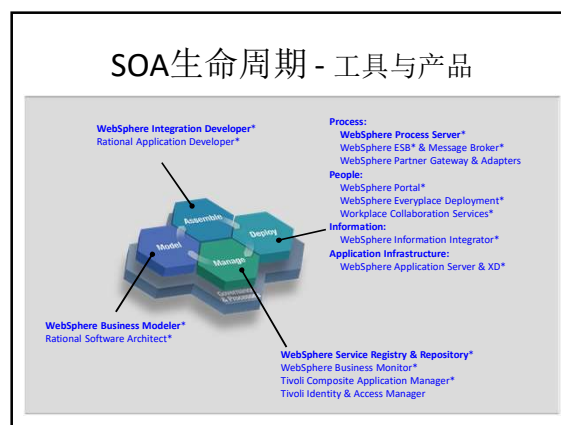 SOA生命周期 - 工具与产品
WebSphere Integration Developer*
Rational Application Developer*
Process:
WebSphere Process Server*
WebSphere ESB* & Message Broker*
WebSphere Partner Gateway & Adapters
People:
WebSphere Portal*
WebSphere Everyplace Deployment*
Workplace Collaboration Services*
Information:
WebSphere Information Integrator*
Application Infrastructure:
WebSphere Application Server & XD*
Assemble
Deploy
Model
Manage
& Processes
WebSphere Business Modeler*
Rational Software Architect*
WebSphere Service Registry & Repository*
WebSphere Business Monitor*
Tivoli Composite Application Manager*
Tivoli Identity & Access Manager